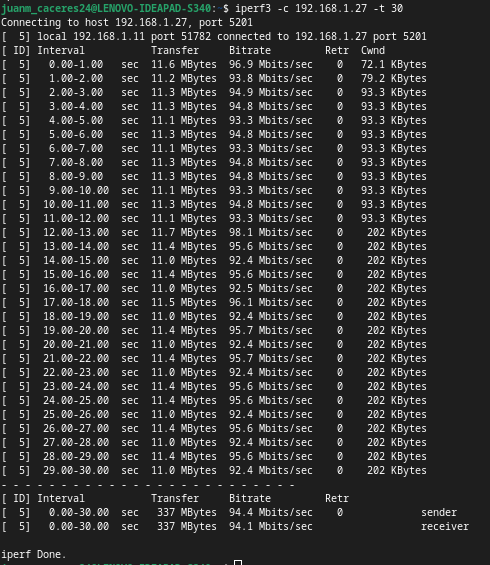 juanm_caceres24@LENOVO-IDEAPAD-S340:~$ iperf3 -c 192.168.1.27 -t 30
Connecting to host 192.168.1.27, port 5201
[  5] local 192.168.1.11 port 51782 connected to 192.168.1.27 port 5201
[ ID] Interval           Transfer     Bitrate         Retr  Cwnd
[  5]   0.00-1.00   sec  11.6 MBytes  96.9 Mbits/sec    0   72.1 KBytes
[  5]   1.00-2.00   sec  11.2 MBytes  93.8 Mbits/sec    0   79.2 KBytes
[  5]   2.00-3.00   sec  11.3 MBytes  94.9 Mbits/sec    0   93.3 KBytes
[  5]   3.00-4.00   sec  11.3 MBytes  94.8 Mbits/sec    0   93.3 KBytes
[  5]   4.00-5.00   sec  11.1 MBytes  93.3 Mbits/sec    0   93.3 KBytes
[  5]   5.00-6.00   sec  11.3 MBytes  94.8 Mbits/sec    0   93.3 KBytes
[  5]   6.00-7.00   sec  11.1 MBytes  93.3 Mbits/sec    0   93.3 KBytes
[  5]   7.00-8.00   sec  11.3 MBytes  94.8 Mbits/sec    0   93.3 KBytes
[  5]   8.00-9.00   sec  11.3 MBytes  94.8 Mbits/sec    0   93.3 KBytes
[  5]   9.00-10.00  sec  11.1 MBytes  93.3 Mbits/sec    0   93.3 KBytes
[  5]  10.00-11.00  sec  11.3 MBytes  94.8 Mbits/sec    0   93.3 KBytes
[  5]  11.00-12.00  sec  11.1 MBytes  93.3 Mbits/sec    0   93.3 KBytes
[  5]  12.00-13.00  sec  11.7 MBytes  98.1 Mbits/sec    0    202 KBytes
[  5]  13.00-14.00  sec  11.4 MBytes  95.6 Mbits/sec    0    202 KBytes
[  5]  14.00-15.00  sec  11.0 MBytes  92.4 Mbits/sec    0    202 KBytes
[  5]  15.00-16.00  sec  11.4 MBytes  95.6 Mbits/sec    0    202 KBytes
[  5]  16.00-17.00  sec  11.0 MBytes  92.5 Mbits/sec    0    202 KBytes
[  5]  17.00-18.00  sec  11.5 MBytes  96.1 Mbits/sec    0    202 KBytes
[  5]  18.00-19.00  sec  11.0 MBytes  92.4 Mbits/sec    0    202 KBytes
[  5]  19.00-20.00  sec  11.4 MBytes  95.7 Mbits/sec    0    202 KBytes
[  5]  20.00-21.00  sec  11.0 MBytes  92.4 Mbits/sec    0    202 KBytes
[  5]  21.00-22.00  sec  11.4 MBytes  95.7 Mbits/sec    0    202 KBytes
[  5]  22.00-23.00  sec  11.0 MBytes  92.4 Mbits/sec    0    202 KBytes
[  5]  23.00-24.00  sec  11.4 MBytes  95.6 Mbits/sec    0    202 KBytes
[  5]  24.00-25.00  sec  11.4 MBytes  95.6 Mbits/sec    0    202 KBytes
[  5]  25.00-26.00  sec  11.0 MBytes  92.4 Mbits/sec    0    202 KBytes
[  5]  26.00-27.00  sec  11.4 MBytes  95.6 Mbits/sec    0    202 KBytes
[  5]  27.00-28.00  sec  11.0 MBytes  92.4 Mbits/sec    0    202 KBytes
[  5]  28.00-29.00  sec  11.4 MBytes  95.6 Mbits/sec    0    202 KBytes
[  5]  29.00-30.00  sec  11.0 MBytes  92.4 Mbits/sec    0    202 KBytes
- - - - - - - - - - - - - - - - - - - - - - - - -
[ ID] Interval           Transfer     Bitrate         Retr
[  5]   0.00-30.00  sec   337 MBytes  94.4 Mbits/sec    0             sender
[  5]   0.00-30.00  sec   337 MBytes  94.1 Mbits/sec                  receiver

iperf Done.